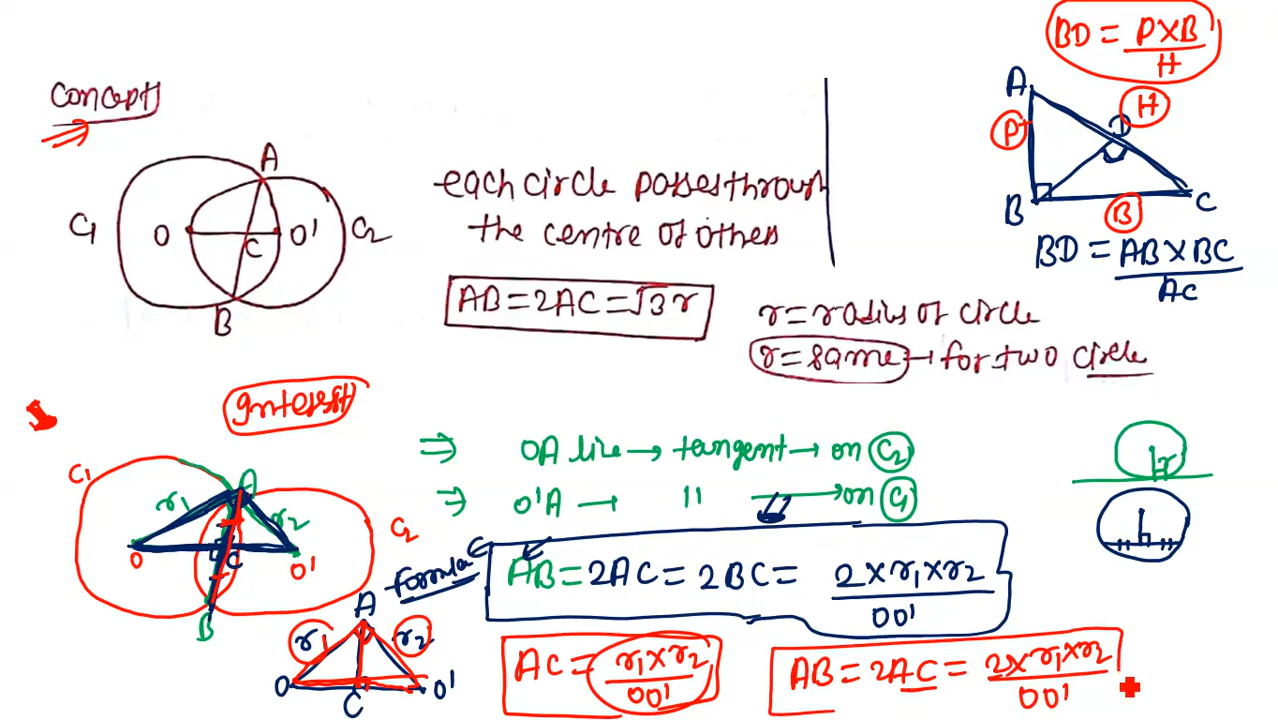 Concept
A
C1
O
C
O'
C2
B
each circle passes through
the centre of others
AB = 2AC = √3 r
r = radius of circle
r = same → for two circle
BD = P×B / H
A
H
P
D
B
B
C
BD = AB × BC / AC
C1
A
r1
r2
O
C
O'
C2
B
⇒ OA line → tangent → on C2
⇒ O'A → 11 → on C1
r
formula
AB = 2AC = 2BC = 2×r1×r2 / OO'
A
r1
r2
O
C
O'
AC = r1×r2 / OO'
AB = 2AC = 2×r1×r2 / OO'